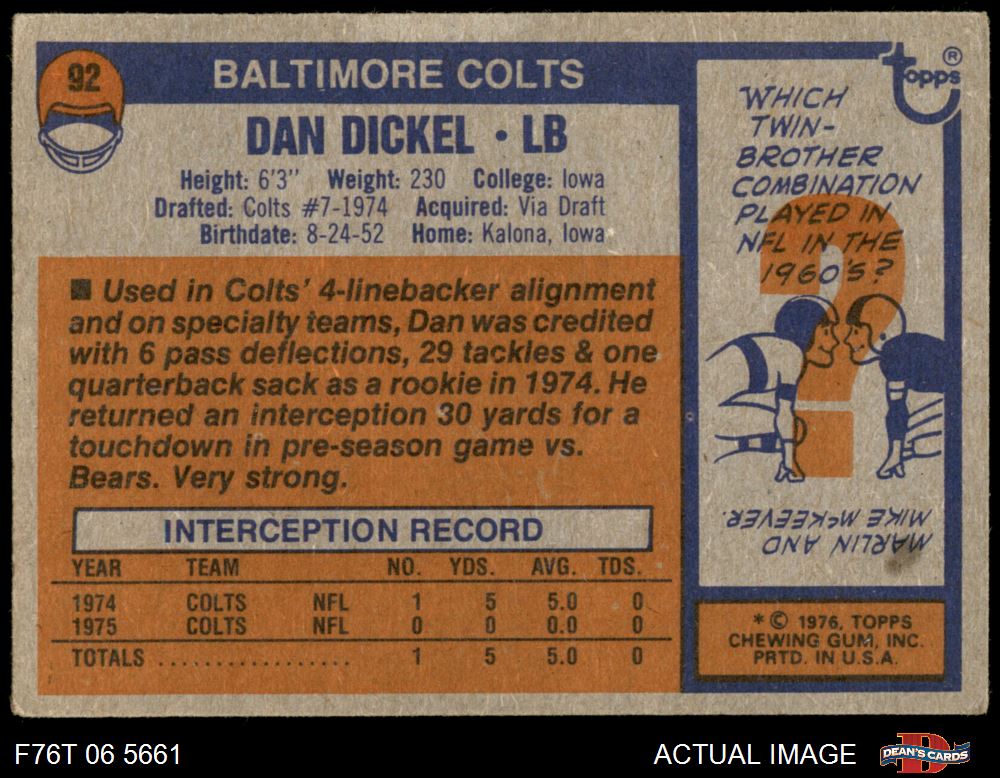 92
BALTIMORE COLTS
DAN DICKEL • LB
Height: 6'3" Weight: 230 College: Iowa
Drafted: Colts #7-1974 Acquired: Via Draft
Birthdate: 8-24-52 Home: Kalona, Iowa
■ Used in Colts' 4-linebacker alignment
and on specialty teams, Dan was credited
with 6 pass deflections, 29 tackles & one
quarterback sack as a rookie in 1974. He
returned an interception 30 yards for a
touchdown in pre-season game vs.
Bears. Very strong.
INTERCEPTION RECORD
YEAR TEAM NO. YDS. AVG. TDS.
1974 COLTS NFL 1 5 5.0 0
1975 COLTS NFL 0 0 0.0 0
TOTALS .................. 1 5 5.0 0
topps®
WHICH
TWIN-
BROTHER
COMBINATION
PLAYED IN
NFL IN THE
1960'S?
MARLIN AND
MIKE McKEEVER.
* © 1976, TOPPS
CHEWING GUM, INC.
PRTD. IN U.S.A.
F76T 06 5661
ACTUAL IMAGE
DEAN'S CARDS